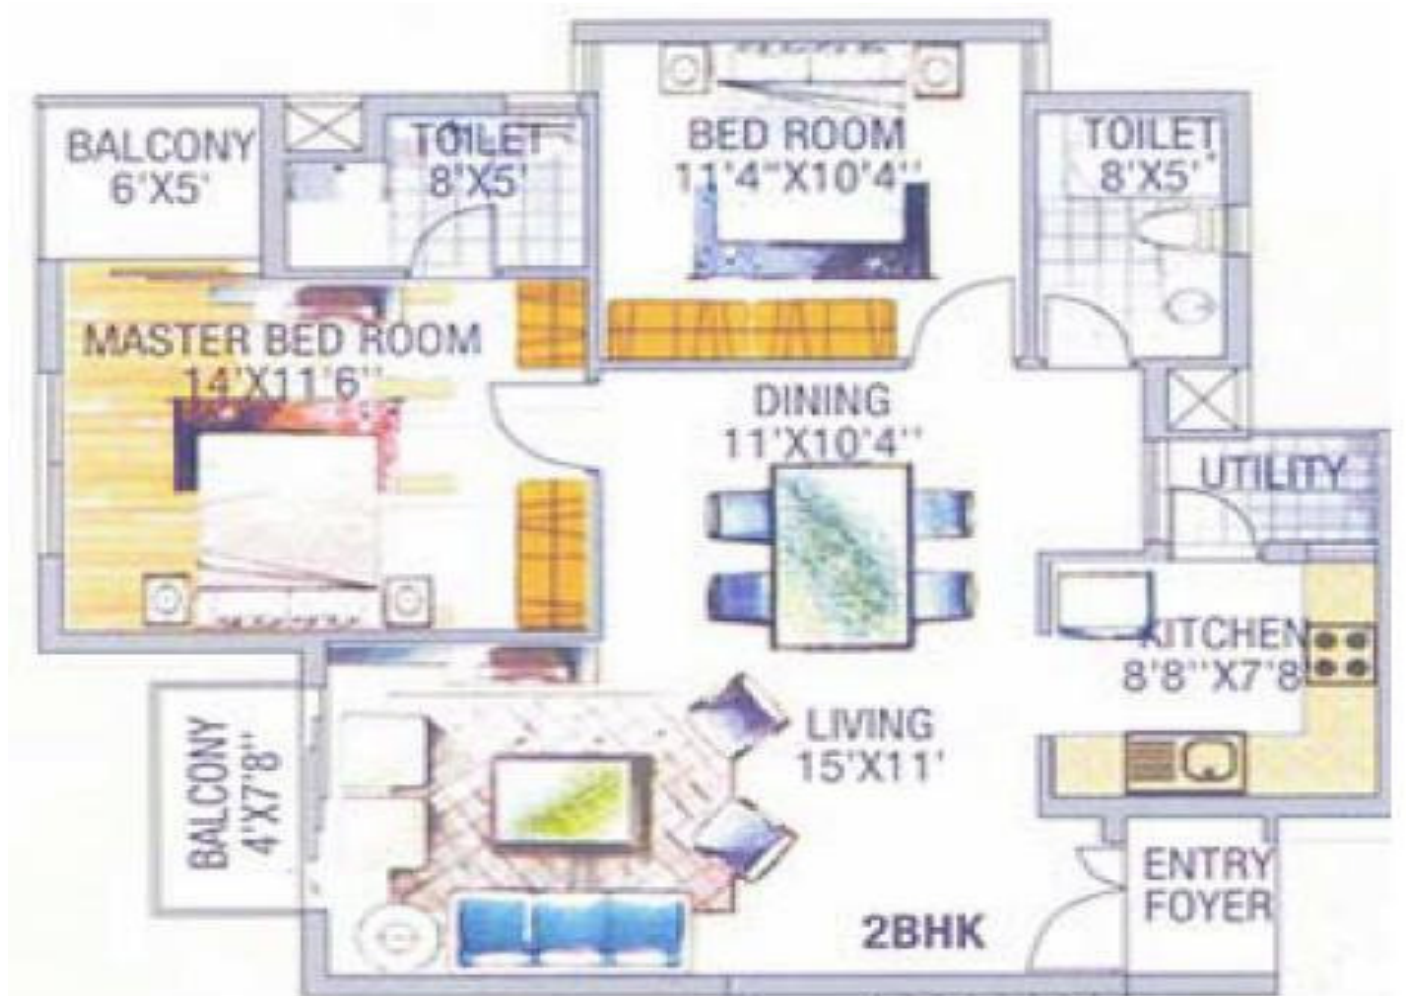 BALCONY
6'X5'
TOILET
8'X5'
BED ROOM
11'4"X10'4"
TOILET
8'X5'
MASTER BED ROOM
14'X11'6"
DINING
11'X10'4"
UTILITY
KITCHEN
8'8"X7'8
LIVING
15'X11'
BALCONY
4'X7'8"
ENTRY
FOYER
2BHK